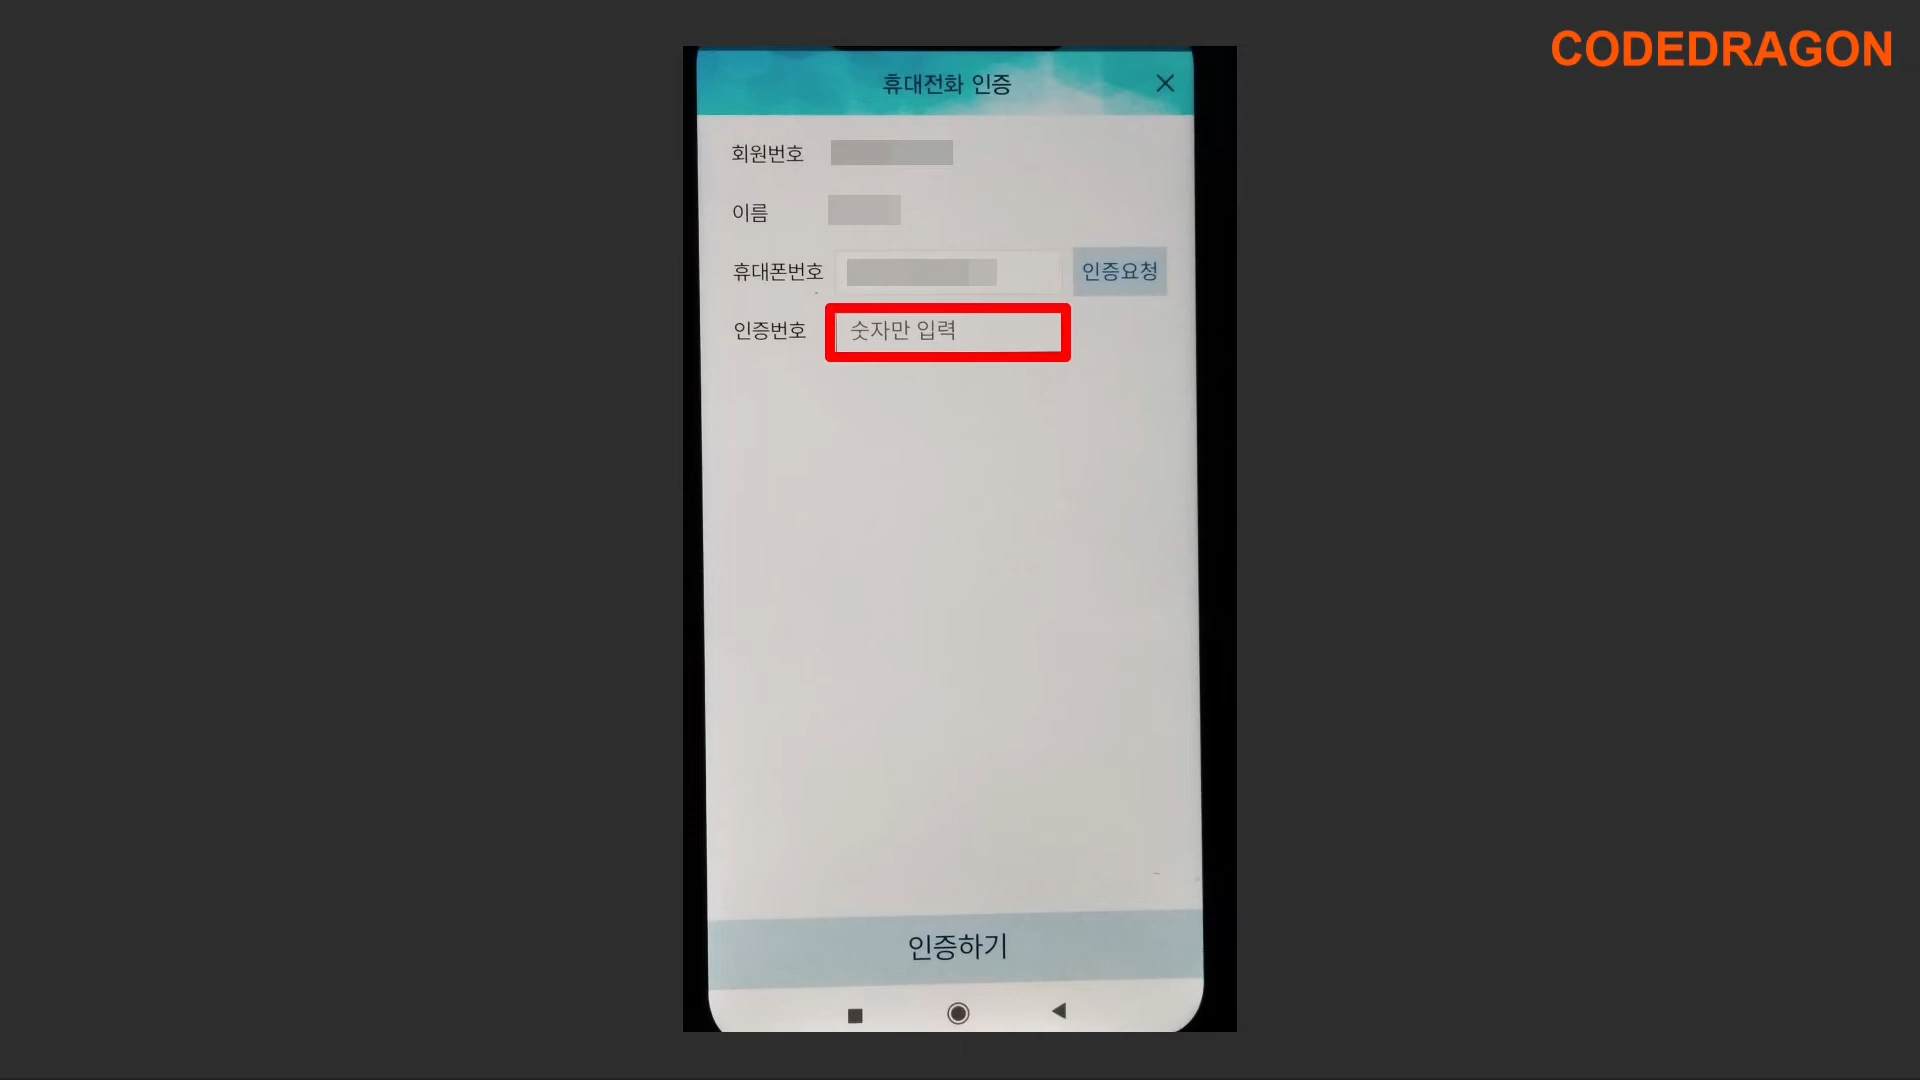 CODEDRAGON
휴대전화 인증
회원번호
이름
휴대폰번호 인증요청
인증번호 숫자만 입력
인증하기